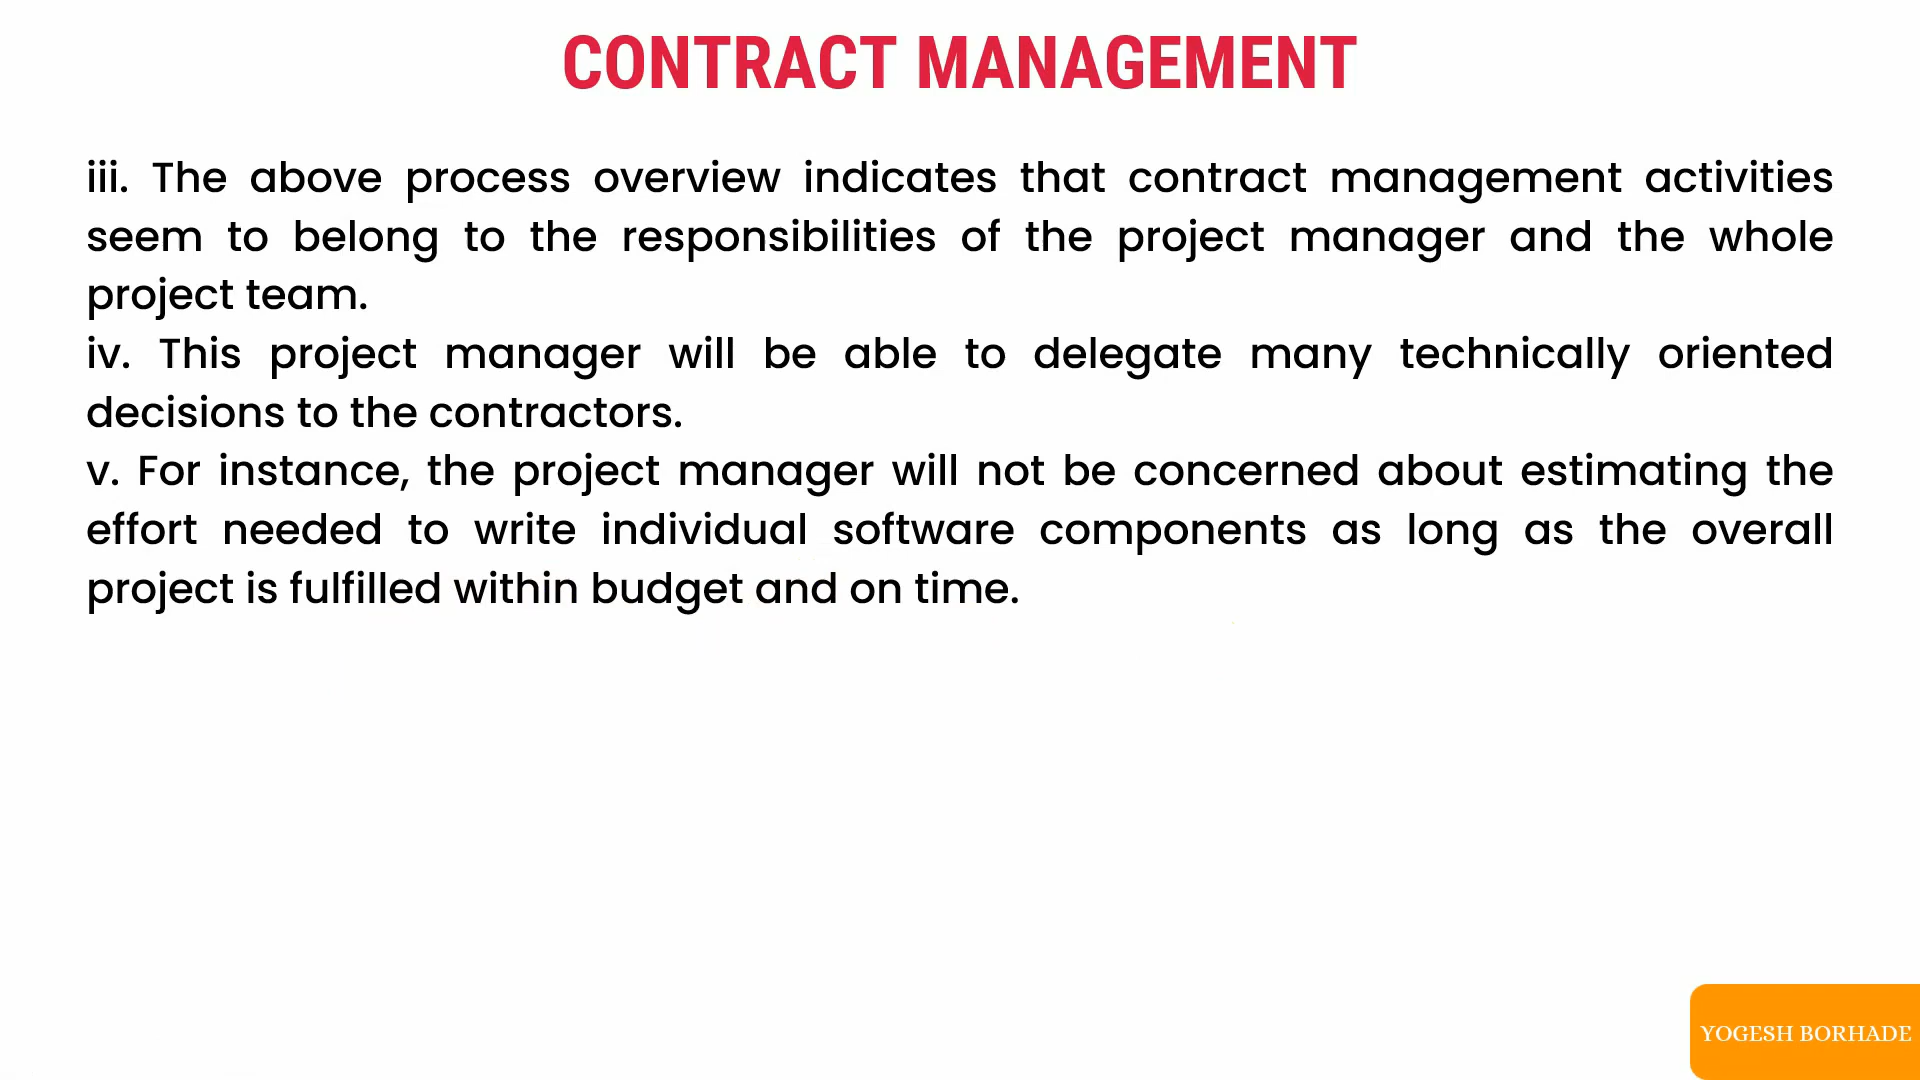 CONTRACT MANAGEMENT
iii. The above process overview indicates that contract management activities
seem to belong to the responsibilities of the project manager and the whole
project team.
iv. This project manager will be able to delegate many technically oriented
decisions to the contractors.
v. For instance, the project manager will not be concerned about estimating the
effort needed to write individual software components as long as the overall
project is fulfilled within budget and on time.
YOGESH BORHADE